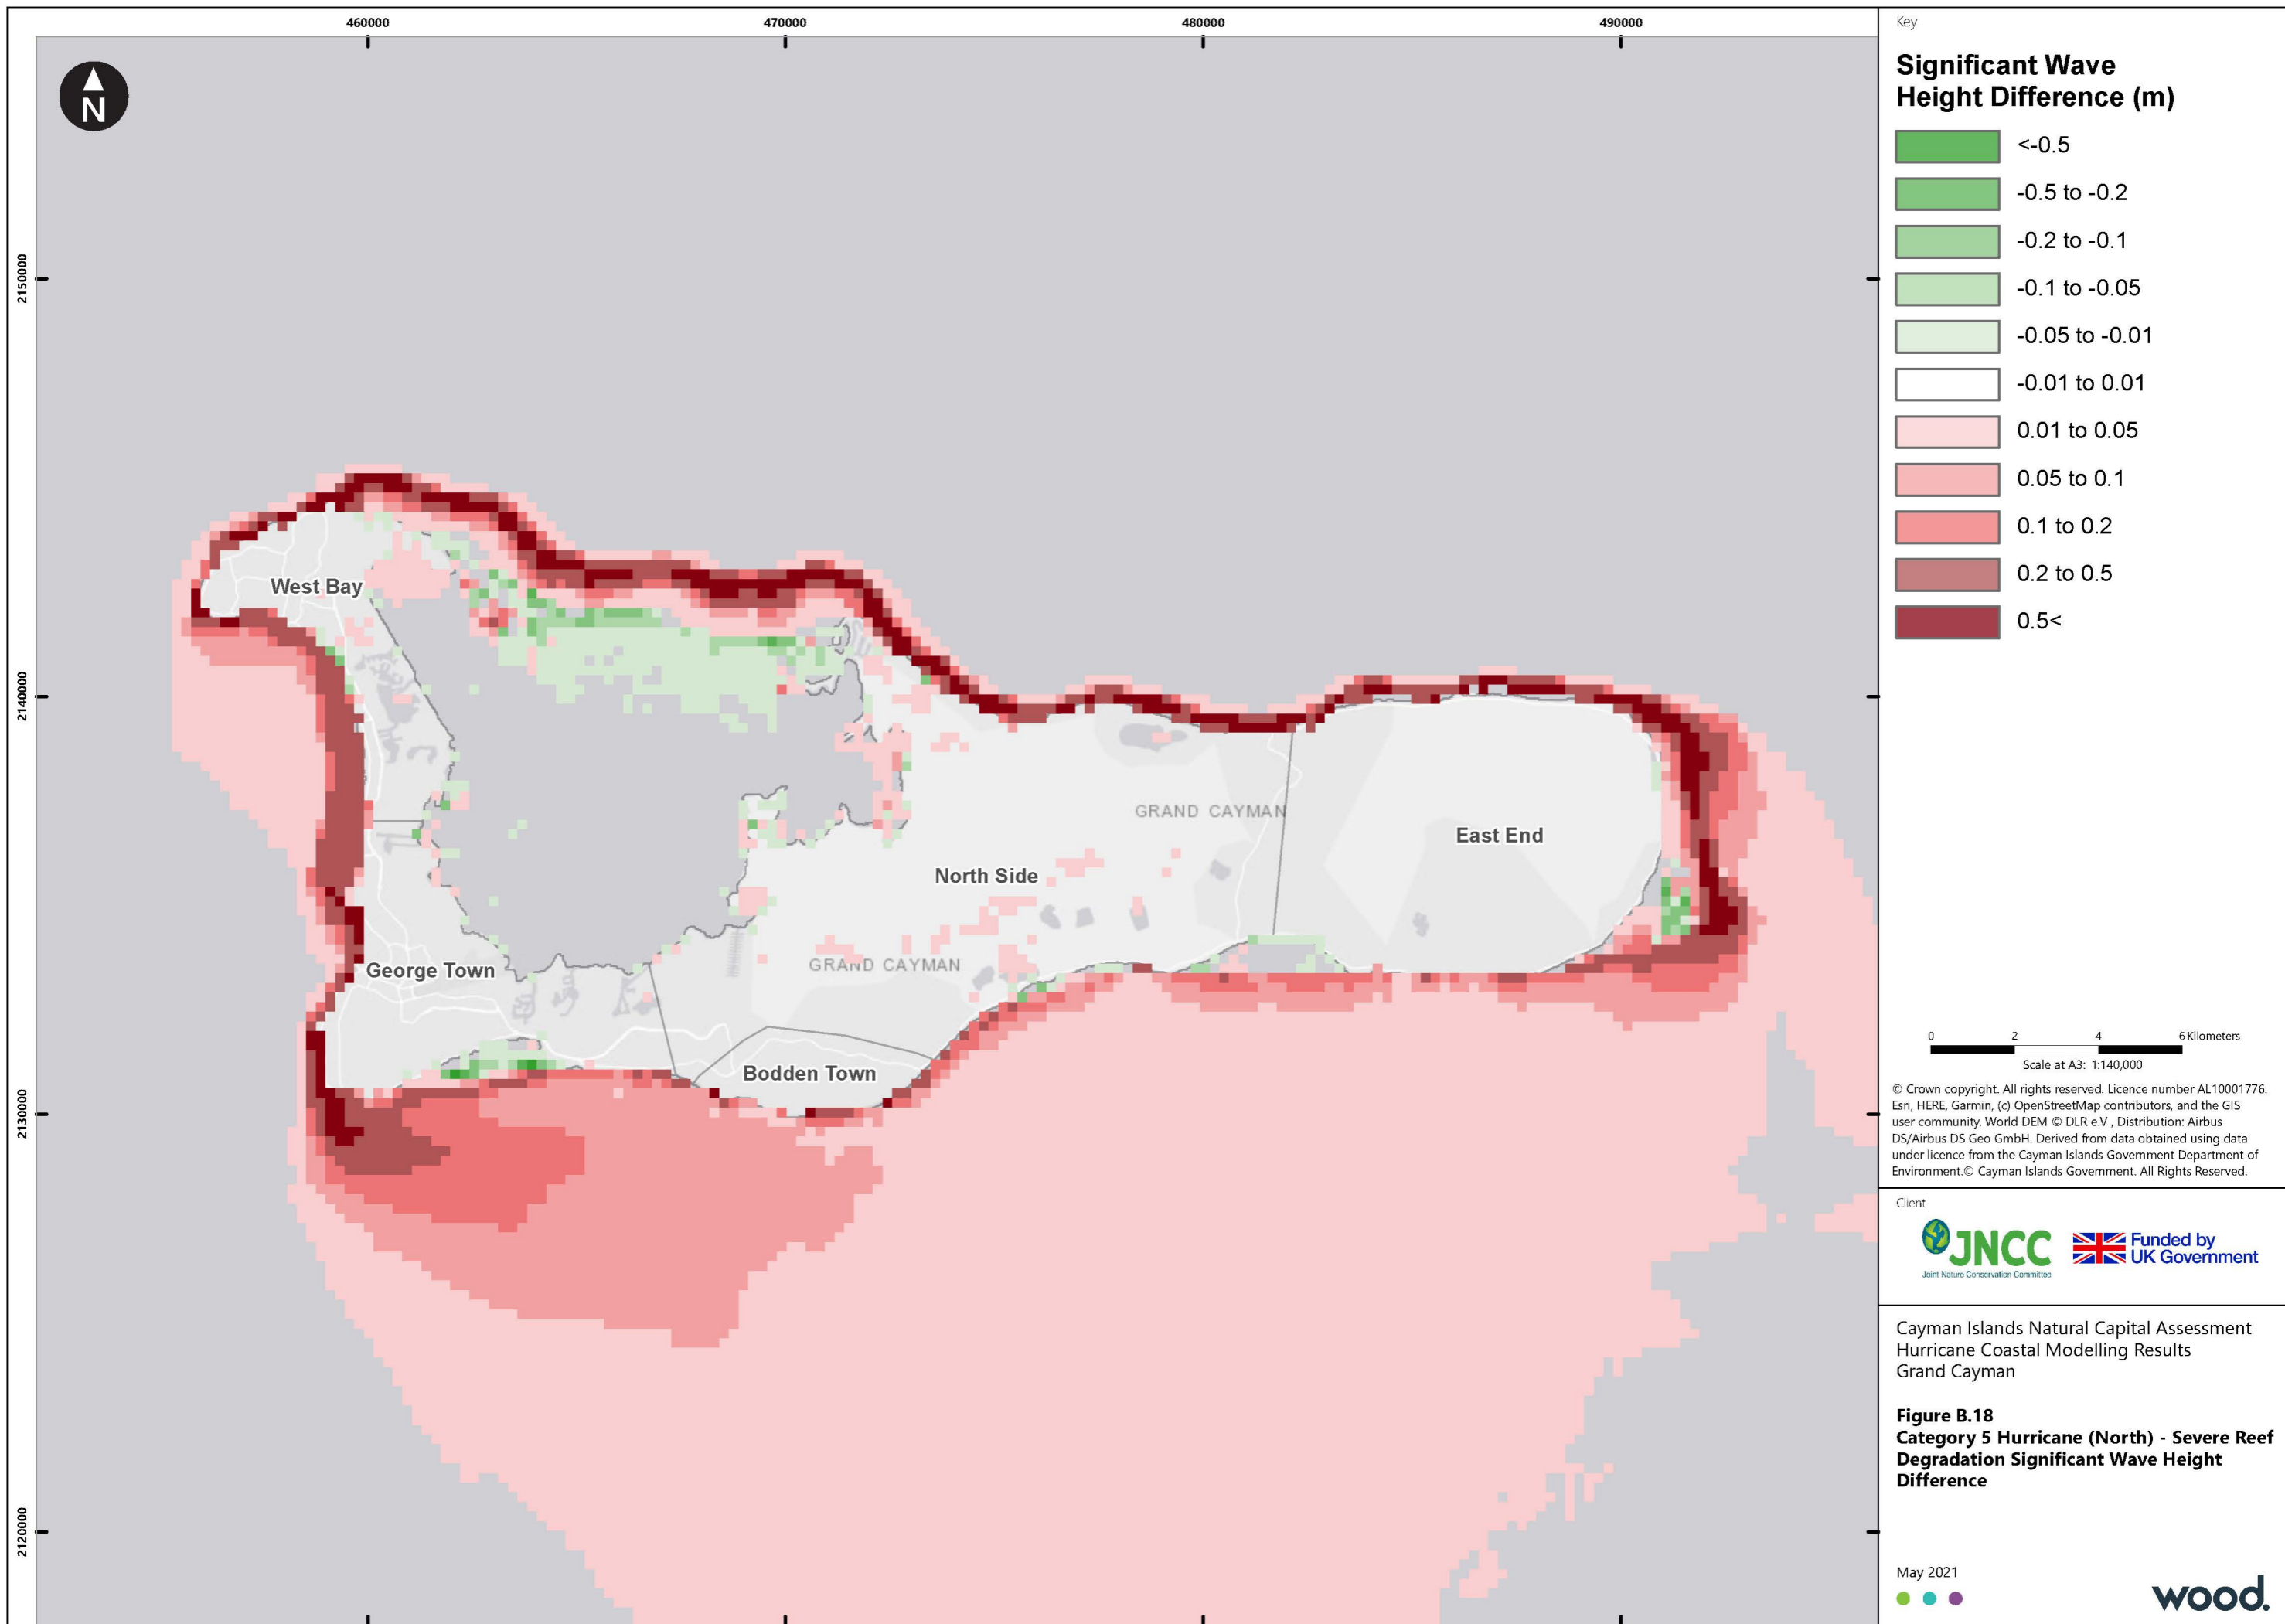 460000
470000
480000
490000
2150000
2140000
2130000
2120000
N
West Bay
GRAND CAYMAN
East End
North Side
GRAND CAYMAN
George Town
Bodden Town
Key
Significant Wave
Height Difference (m)
<-0.5
-0.5 to -0.2
-0.2 to -0.1
-0.1 to -0.05
-0.05 to -0.01
-0.01 to 0.01
0.01 to 0.05
0.05 to 0.1
0.1 to 0.2
0.2 to 0.5
0.5<
0 2 4 6 Kilometers
Scale at A3: 1:140,000
© Crown copyright. All rights reserved. Licence number AL10001776.
Esri, HERE, Garmin, (c) OpenStreetMap contributors, and the GIS
user community. World DEM © DLR e.V , Distribution: Airbus
DS/Airbus DS Geo GmbH. Derived from data obtained using data
under licence from the Cayman Islands Government Department of
Environment.© Cayman Islands Government. All Rights Reserved.
Client
JNCC
Joint Nature Conservation Committee
Funded by
UK Government
Cayman Islands Natural Capital Assessment
Hurricane Coastal Modelling Results
Grand Cayman
Figure B.18
Category 5 Hurricane (North) - Severe Reef
Degradation Significant Wave Height
Difference
May 2021
wood.